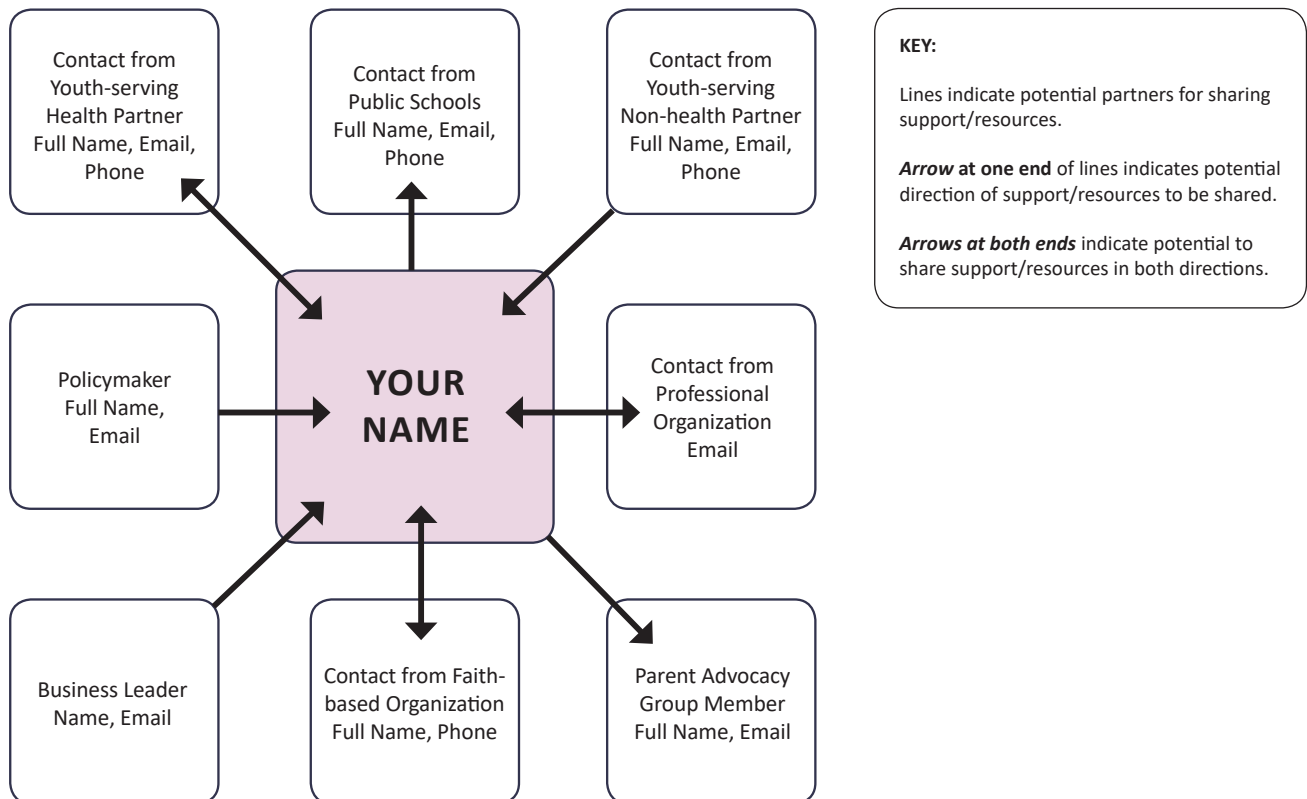 Contact from
Youth-serving
Health Partner
Full Name, Email,
Phone
Contact from
Public Schools
Full Name, Email,
Phone
Contact from
Youth-serving
Non-health Partner
Full Name, Email,
Phone
KEY:
Lines indicate potential partners for sharing
support/resources.
Arrow at one end of lines indicates potential
direction of support/resources to be shared.
Arrows at both ends indicate potential to
share support/resources in both directions.
Policymaker
Full Name,
Email
YOUR
NAME
Contact from
Professional
Organization
Email
Business Leader
Name, Email
Contact from Faith-
based Organization
Full Name, Phone
Parent Advocacy
Group Member
Full Name, Email